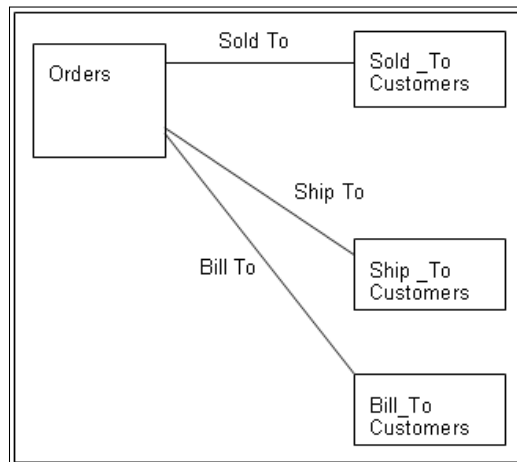 Sold To
Orders
Sold _To
Customers
Ship To
Bill To
Ship _To
Customers
Bill_To
Customers